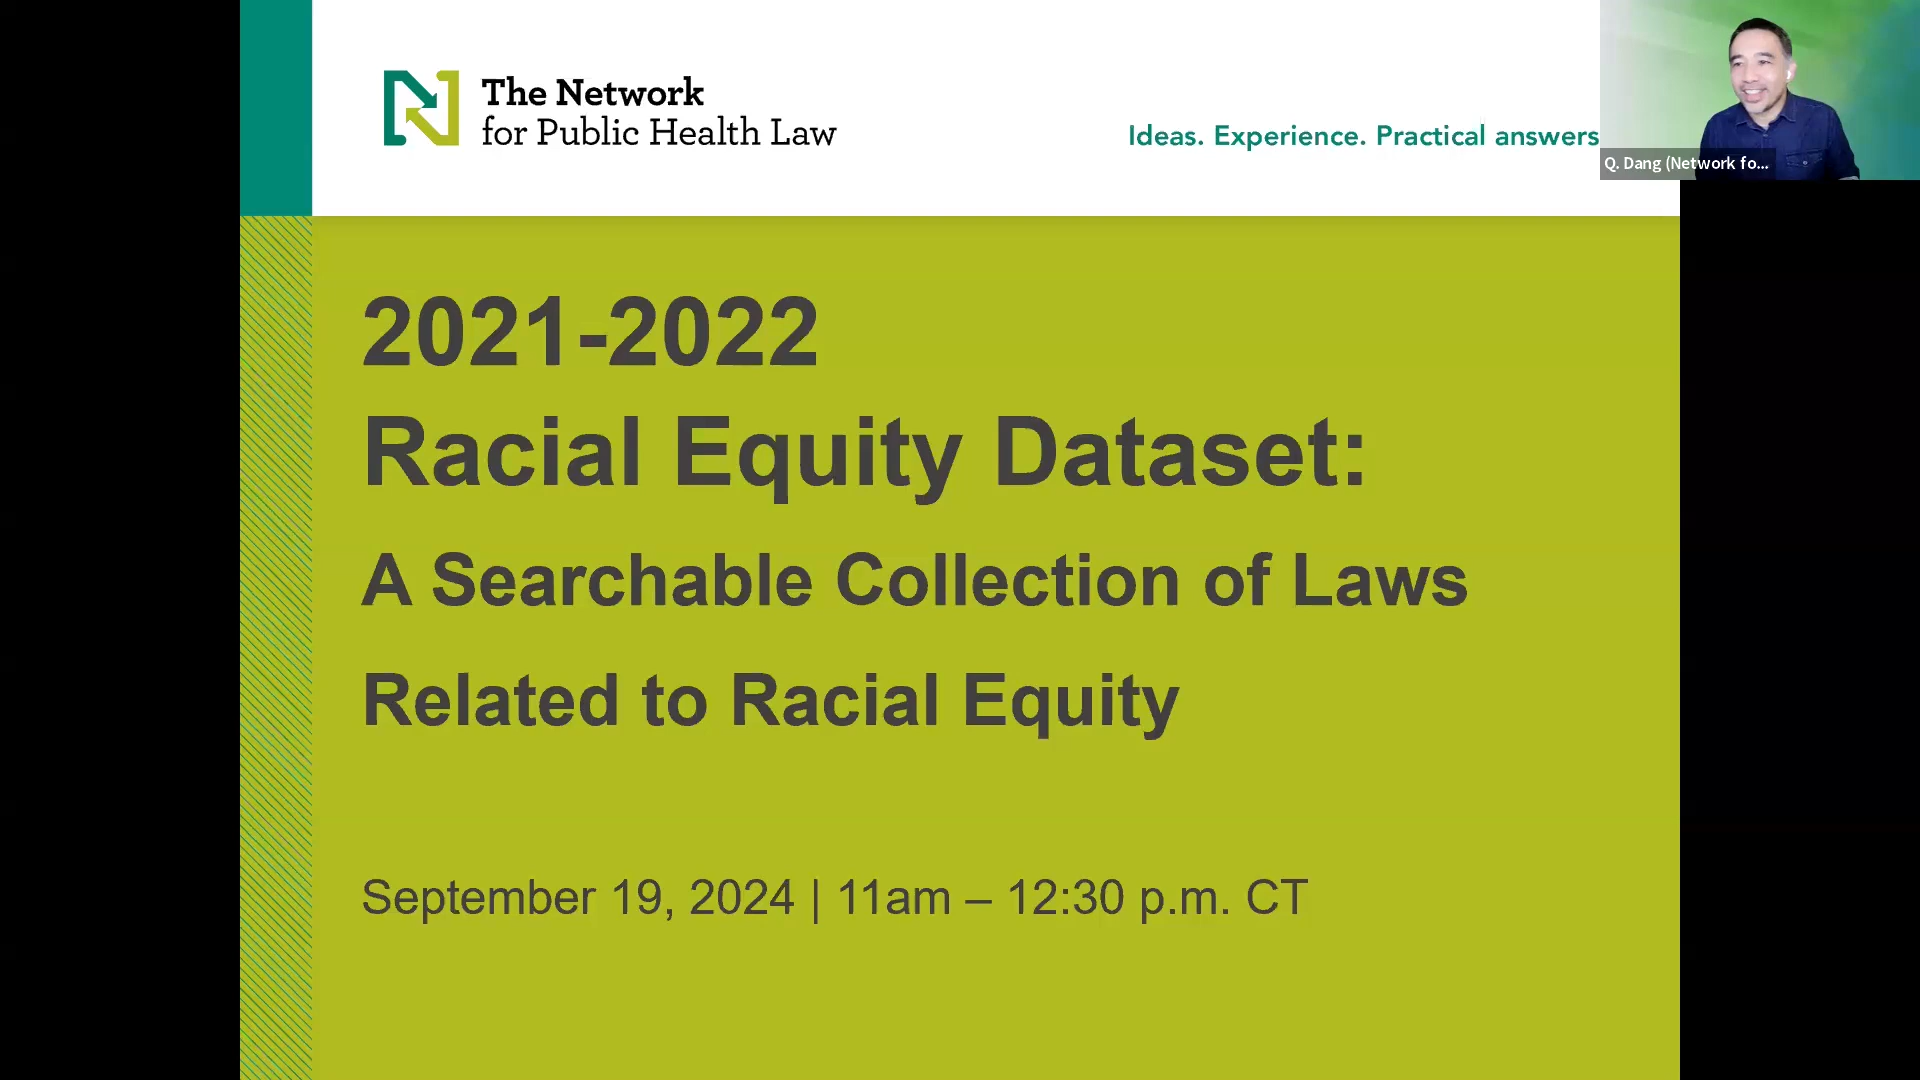 The Network
for Public Health Law
Ideas. Experience. Practical answers
Q. Dang (Network fo...
2021-2022
Racial Equity Dataset:
A Searchable Collection of Laws
Related to Racial Equity
September 19, 2024 | 11am – 12:30 p.m. CT